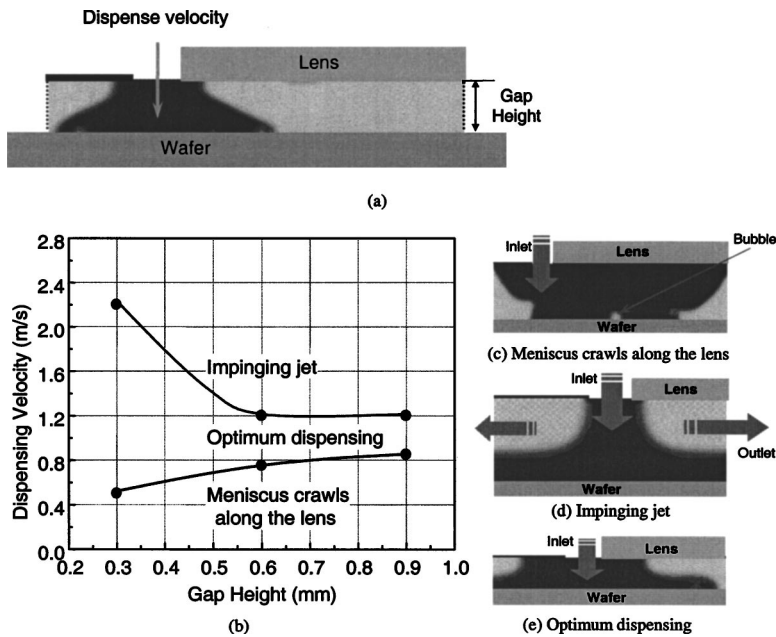 Dispense velocity
Lens
Gap
Height
Wafer
(a)
Dispensing Velocity (m/s)
2.8
2.4
2.0
1.6
1.2
0.8
0.4
0.0
Impinging jet
Optimum dispensing
Meniscus crawls
along the lens
0.2 0.3 0.4 0.5 0.6 0.7 0.8 0.9 1.0
Gap Height (mm)
(b)
Inlet
Lens
Bubble
Wafer
(c) Meniscus crawls along the lens
Inlet
Lens
Outlet
Wafer
(d) Impinging jet
Inlet
Lens
Wafer
(e) Optimum dispensing